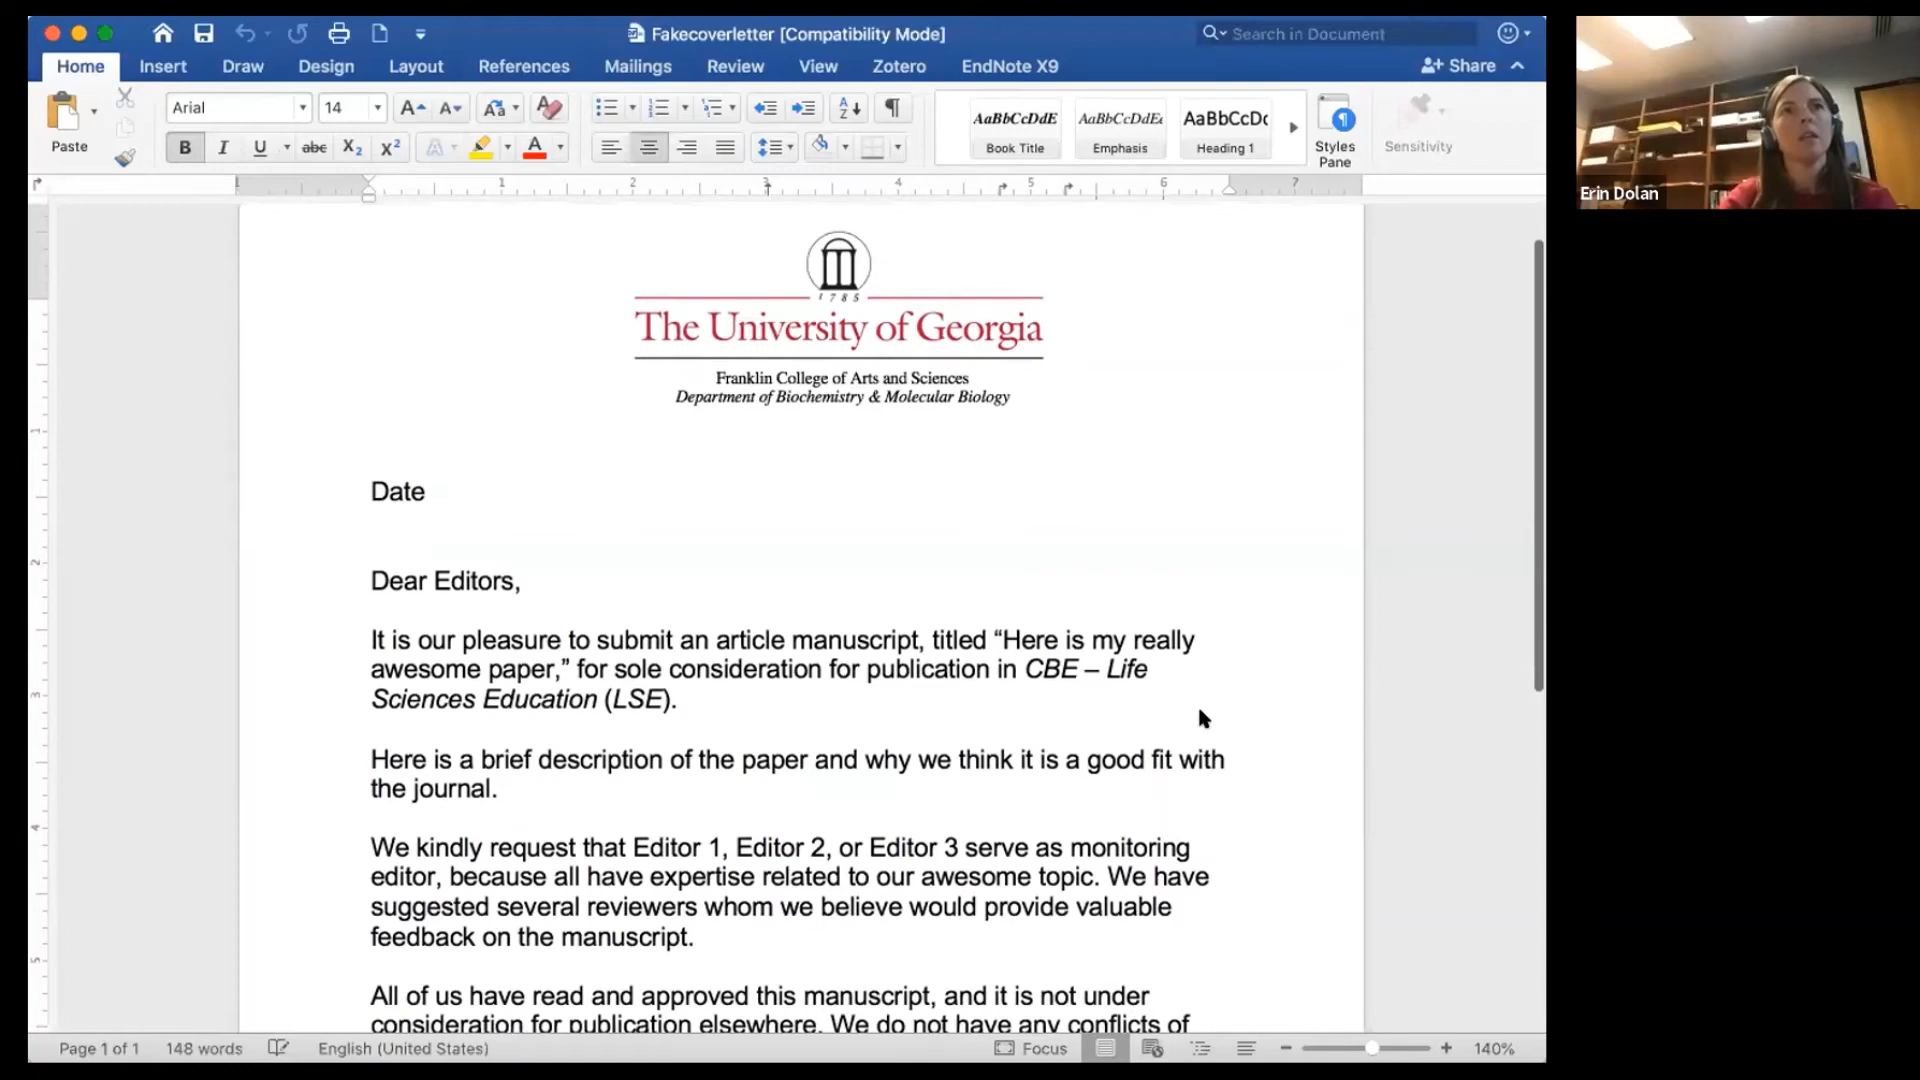 Fakecoverletter [Compatibility Mode]
Search in Document
Home
Insert
Draw
Design
Layout
References
Mailings
Review
View
Zotero
EndNote X9
Share
Paste
Arial
14
AaBbCcDdE
Book Title
AaBbCcDdEe
Emphasis
AaBbCcDc
Heading 1
Styles
Pane
Sensitivity
Erin Dolan
1785
The University of Georgia
Franklin College of Arts and Sciences
Department of Biochemistry & Molecular Biology
Date
Dear Editors,
It is our pleasure to submit an article manuscript, titled “Here is my really
awesome paper,” for sole consideration for publication in CBE – Life
Sciences Education (LSE).
Here is a brief description of the paper and why we think it is a good fit with
the journal.
We kindly request that Editor 1, Editor 2, or Editor 3 serve as monitoring
editor, because all have expertise related to our awesome topic. We have
suggested several reviewers whom we believe would provide valuable
feedback on the manuscript.
All of us have read and approved this manuscript, and it is not under
consideration for publication elsewhere. We do not have any conflicts of
Page 1 of 1
148 words
English (United States)
Focus
140%